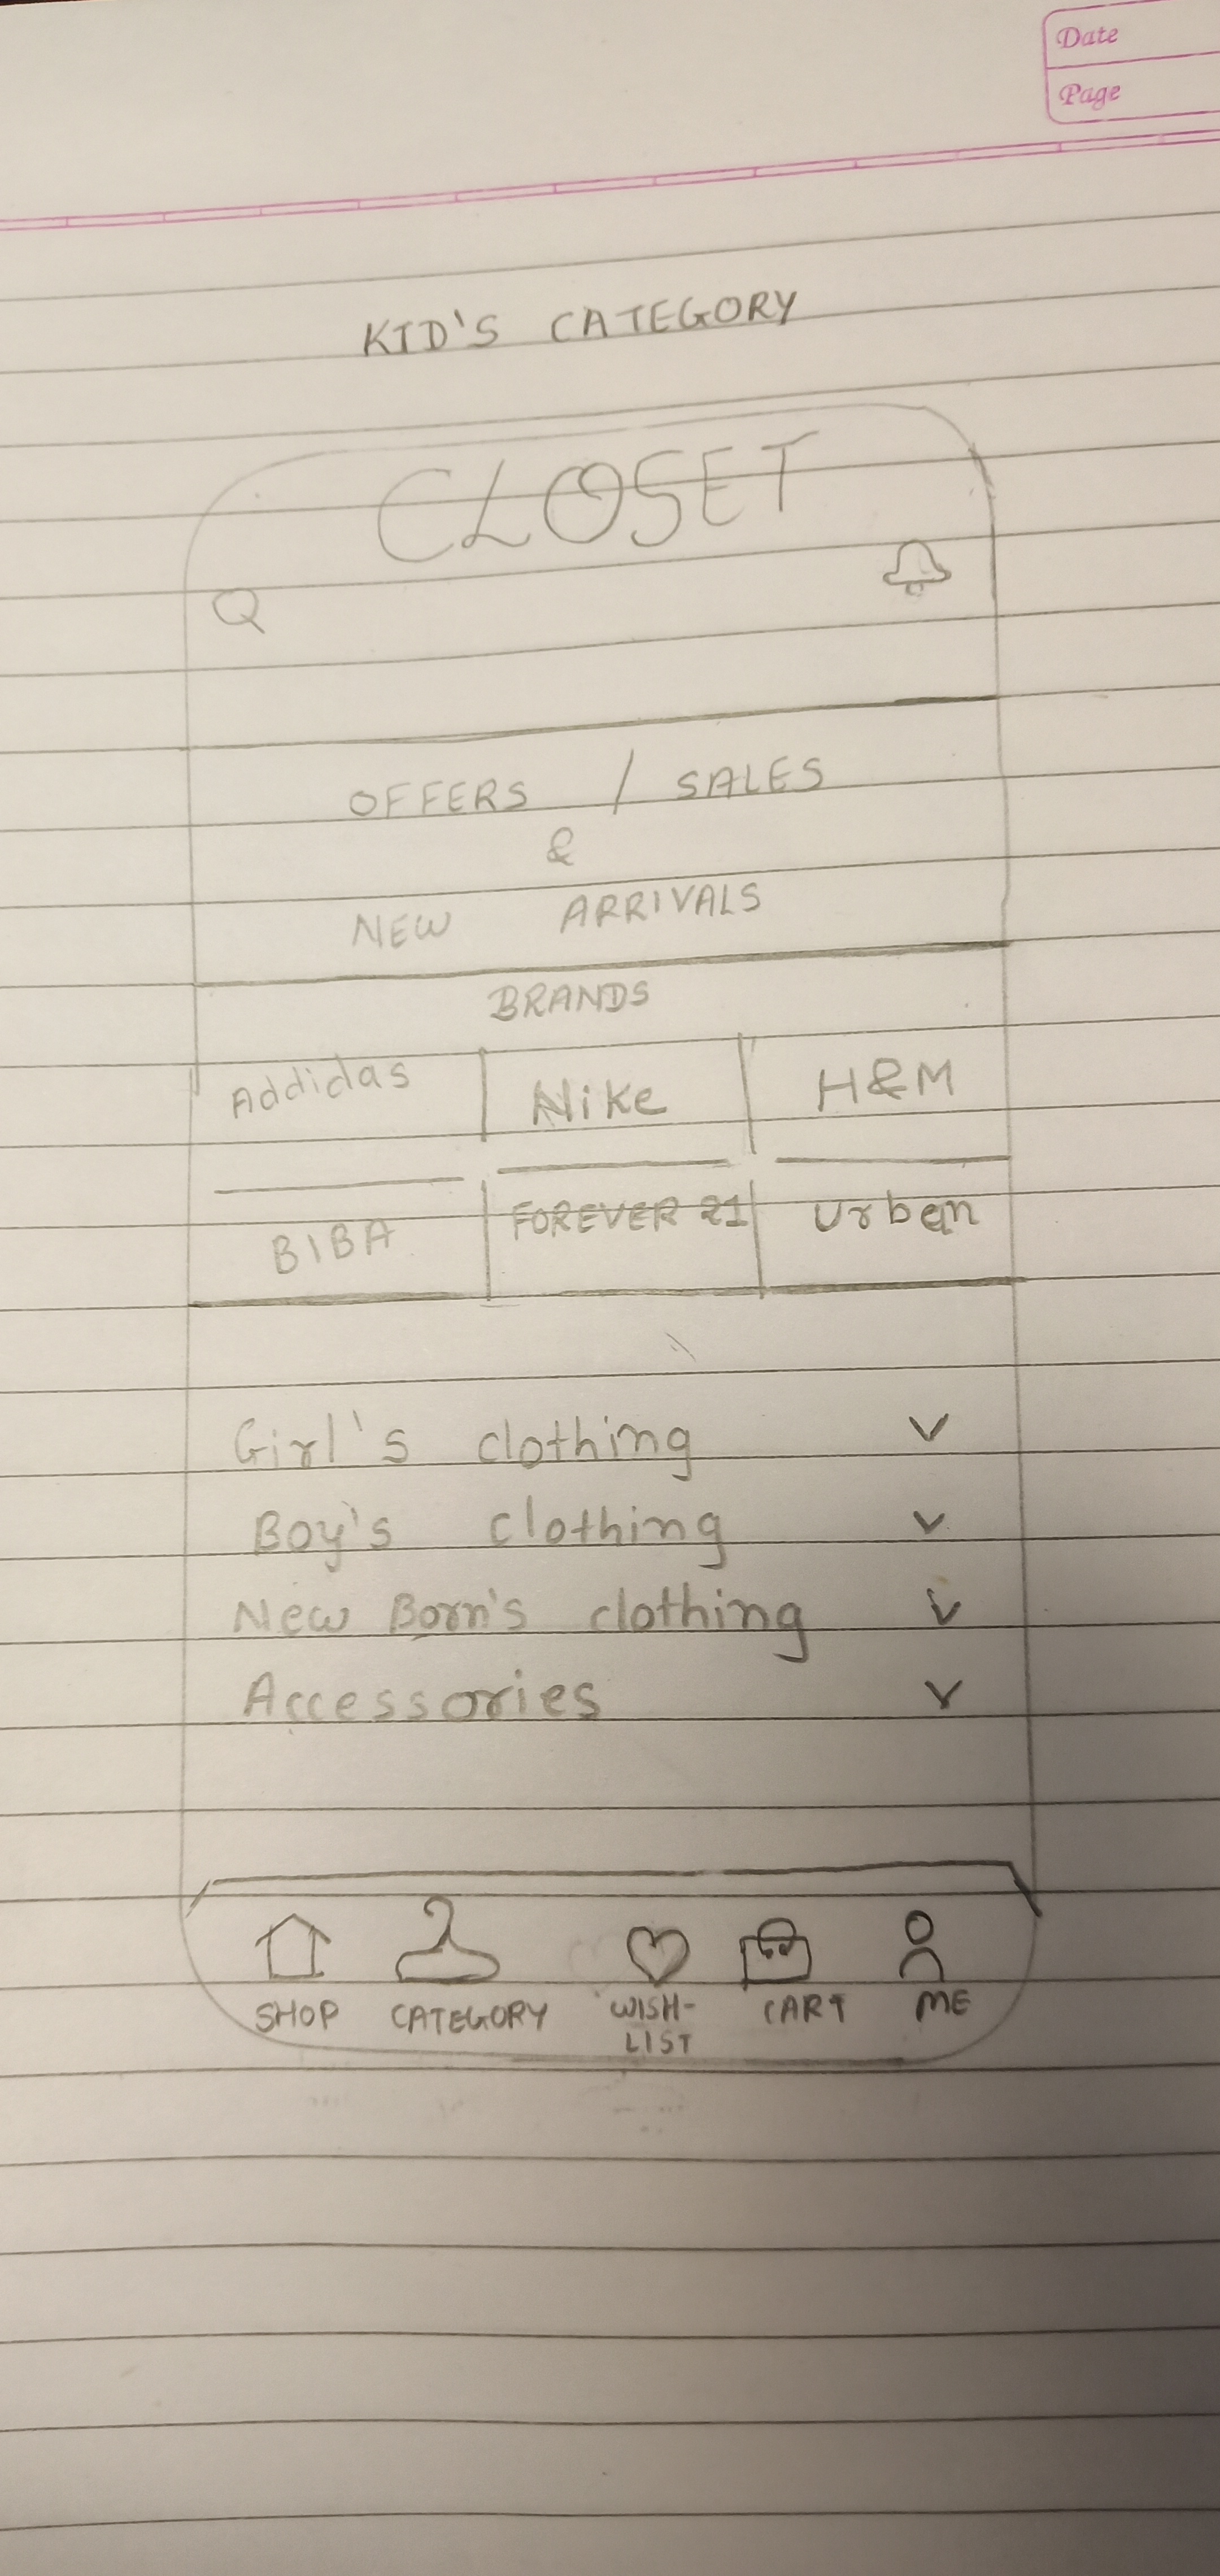 Date
Page
KID'S CATEGORY
CLOSET
OFFERS / SALES
&
NEW ARRIVALS
BRANDS
Addidas Nike H&M
BIBA FOREVER 21 Urban
Girl's clothing
Boy's clothing
New Born's clothing
Accessories
SHOP CATEGORY WISH- CART ME
LIST